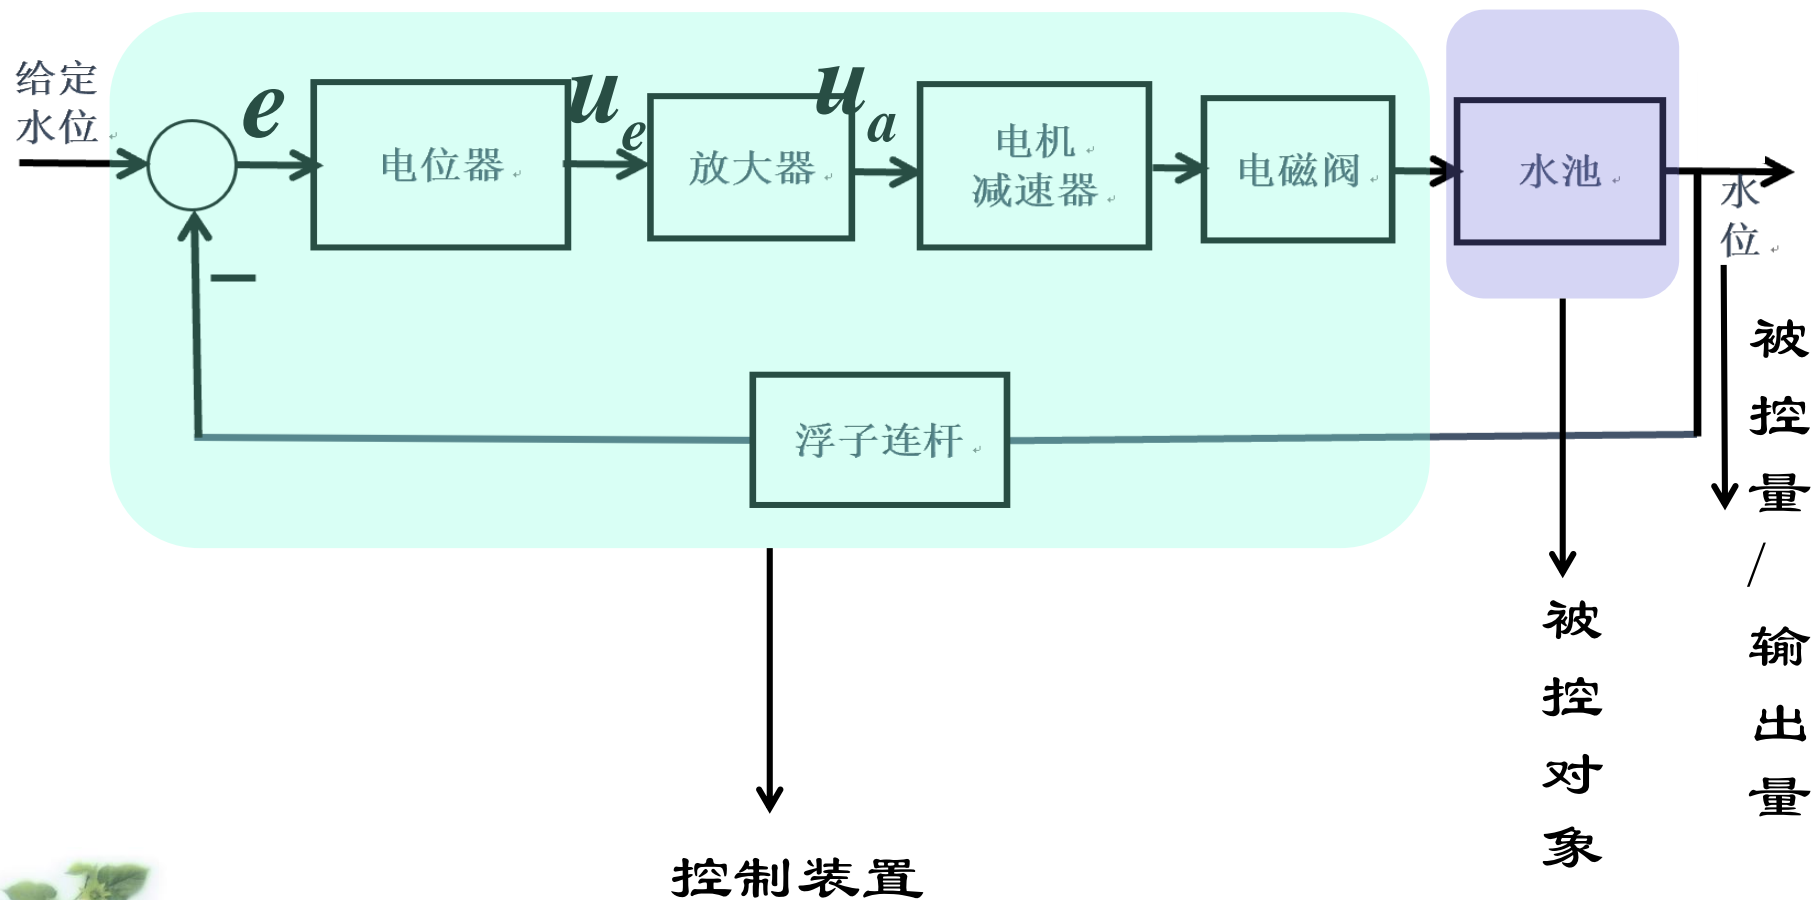 给定
水位
e
电位器
u
e
放大器
u
a
电机
减速器
电磁阀
水池
水
位
−
浮子连杆
控制装置
被
控
对
象
被
控
量
/
输
出
量